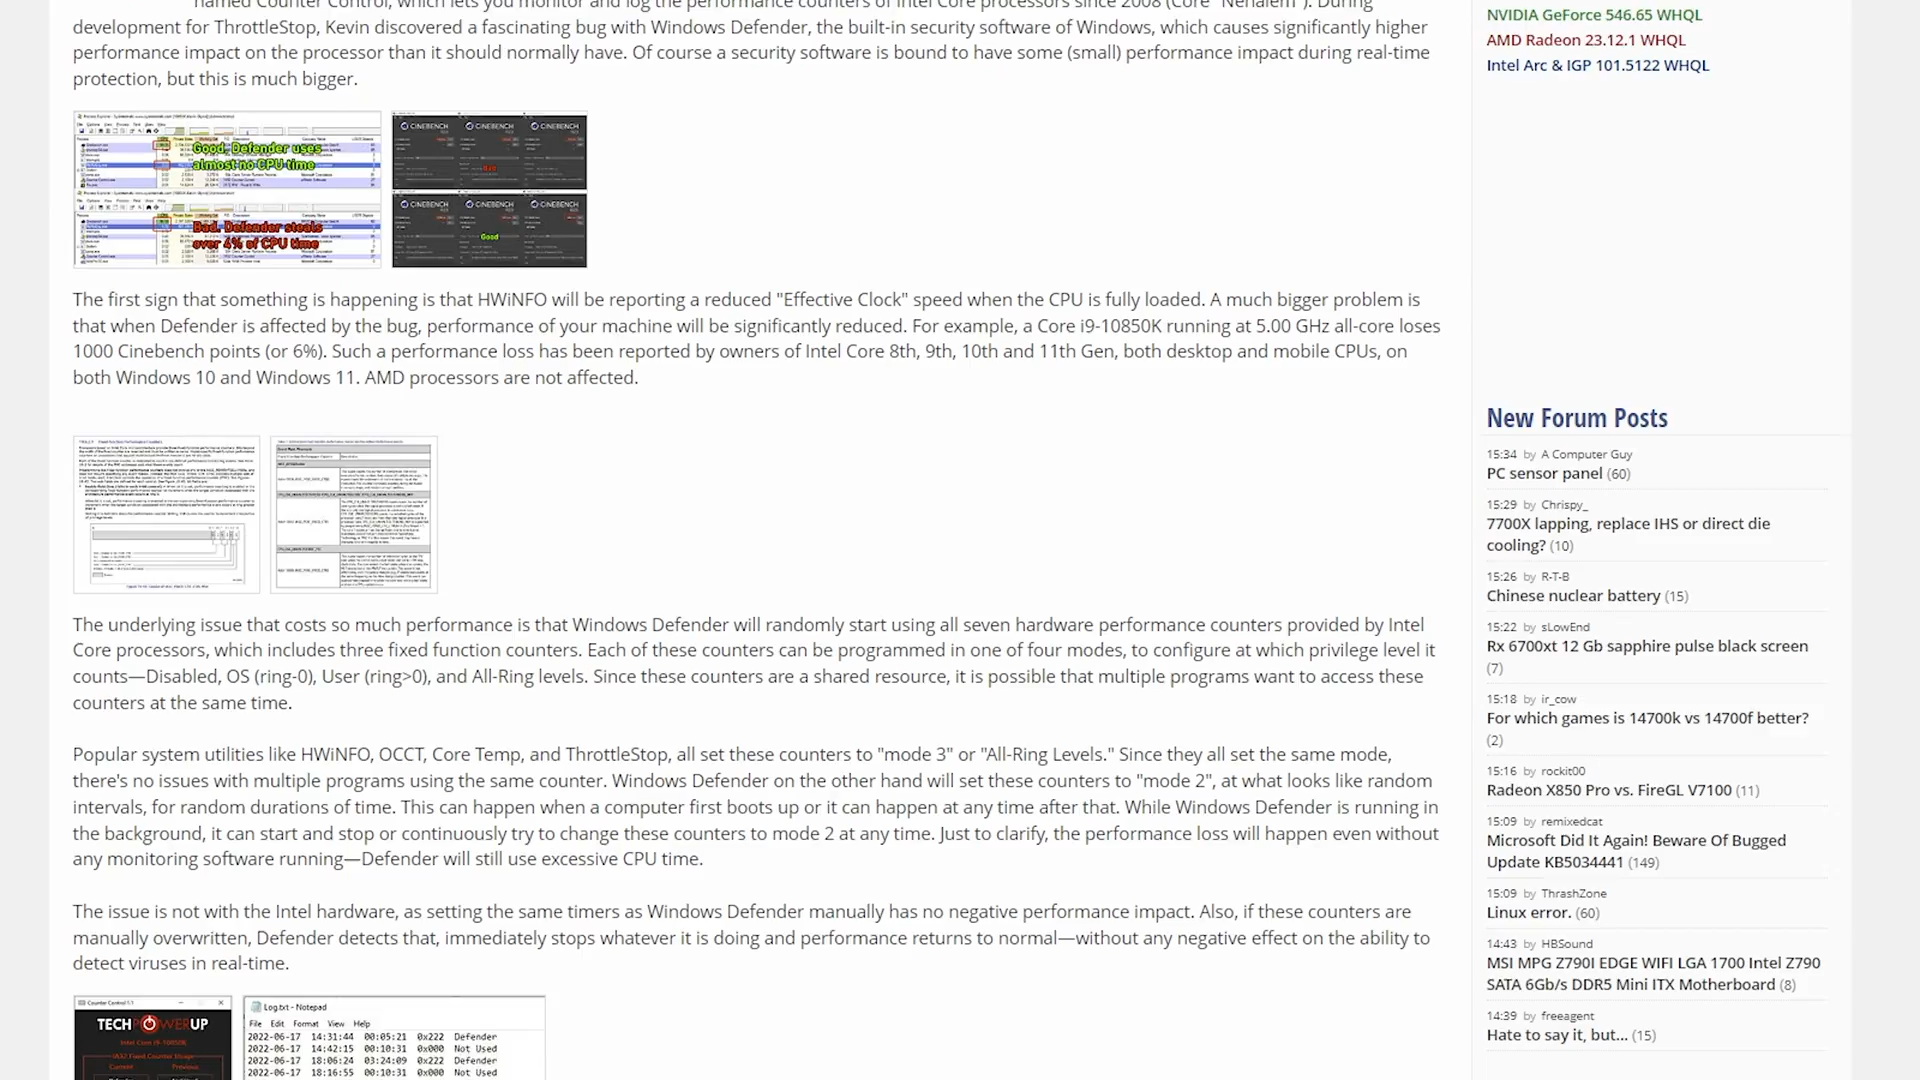 named Counter Control, which lets you monitor and log the performance counters of Intel Core processors since 2008 (Core "Nehalem"). During
development for ThrottleStop, Kevin discovered a fascinating bug with Windows Defender, the built-in security software of Windows, which causes significantly higher
performance impact on the processor than it should normally have. Of course a security software is bound to have some (small) performance impact during real-time
protection, but this is much bigger.
Good, Defender uses
almost no CPU time
Bad, Defender steals
over 4% of CPU time
CINEBENCH CINEBENCH CINEBENCH
Bad
CINEBENCH CINEBENCH CINEBENCH
Good
The first sign that something is happening is that HWiNFO will be reporting a reduced "Effective Clock" speed when the CPU is fully loaded. A much bigger problem is
that when Defender is affected by the bug, performance of your machine will be significantly reduced. For example, a Core i9-10850K running at 5.00 GHz all-core loses
1000 Cinebench points (or 6%). Such a performance loss has been reported by owners of Intel Core 8th, 9th, 10th and 11th Gen, both desktop and mobile CPUs, on
both Windows 10 and Windows 11. AMD processors are not affected.
The underlying issue that costs so much performance is that Windows Defender will randomly start using all seven hardware performance counters provided by Intel
Core processors, which includes three fixed function counters. Each of these counters can be programmed in one of four modes, to configure at which privilege level it
counts—Disabled, OS (ring-0), User (ring>0), and All-Ring levels. Since these counters are a shared resource, it is possible that multiple programs want to access these
counters at the same time.
Popular system utilities like HWiNFO, OCCT, Core Temp, and ThrottleStop, all set these counters to "mode 3" or "All-Ring Levels." Since they all set the same mode,
there's no issues with multiple programs using the same counter. Windows Defender on the other hand will set these counters to "mode 2", at what looks like random
intervals, for random durations of time. This can happen when a computer first boots up or it can happen at any time after that. While Windows Defender is running in
the background, it can start and stop or continuously try to change these counters to mode 2 at any time. Just to clarify, the performance loss will happen even without
any monitoring software running—Defender will still use excessive CPU time.
The issue is not with the Intel hardware, as setting the same timers as Windows Defender manually has no negative performance impact. Also, if these counters are
manually overwritten, Defender detects that, immediately stops whatever it is doing and performance returns to normal—without any negative effect on the ability to
detect viruses in real-time.
Counter Control 1.1
TECHPOWERUP
Intel Core i9-10850K
IA32 Fixed Counter Usage
Current Previous
Log.txt - Notepad
File Edit Format View Help
2022-06-17 14:31:44 00:05:21 0x222 Defender
2022-06-17 14:42:15 00:10:31 0x000 Not Used
2022-06-17 18:06:24 03:24:09 0x222 Defender
2022-06-17 18:16:55 00:10:31 0x000 Not Used
NVIDIA GeForce 546.65 WHQL
AMD Radeon 23.12.1 WHQL
Intel Arc & IGP 101.5122 WHQL
New Forum Posts
15:34 by A Computer Guy
PC sensor panel (60)
15:29 by Chrispy_
7700X lapping, replace IHS or direct die
cooling? (10)
15:26 by R-T-B
Chinese nuclear battery (15)
15:22 by sLowEnd
Rx 6700xt 12 Gb sapphire pulse black screen
(7)
15:18 by ir_cow
For which games is 14700k vs 14700f better?
(2)
15:16 by rockit00
Radeon X850 Pro vs. FireGL V7100 (11)
15:09 by remixedcat
Microsoft Did It Again! Beware Of Bugged
Update KB5034441 (149)
15:09 by ThrashZone
Linux error. (60)
14:43 by HBSound
MSI MPG Z790I EDGE WIFI LGA 1700 Intel Z790
SATA 6Gb/s DDR5 Mini ITX Motherboard (8)
14:39 by freeagent
Hate to say it, but... (15)